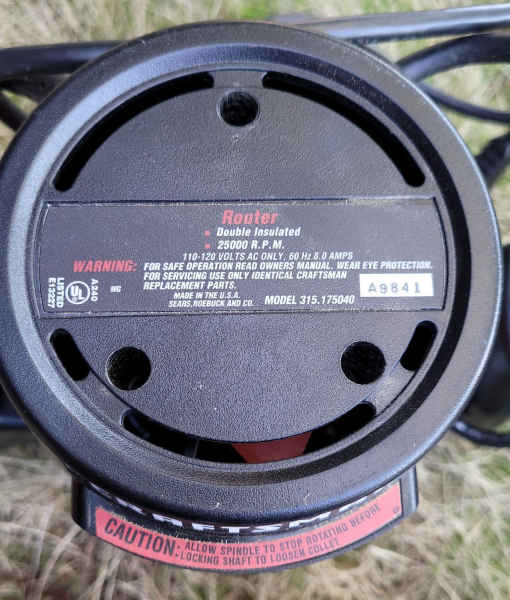 Router
▪ Double Insulated
▪ 25000 R.P.M.
110-120 VOLTS AC ONLY, 60 Hz 8.0 AMPS
WARNING: FOR SAFE OPERATION READ OWNERS MANUAL. WEAR EYE PROTECTION.
FOR SERVICING USE ONLY IDENTICAL CRAFTSMAN
REPLACEMENT PARTS.
MADE IN THE U.S.A.
SEARS, ROEBUCK AND CO. MODEL 315.175040
A9841
LISTED
UL
A340
WG
CRAFTSMAN
CAUTION: ALLOW SPINDLE TO STOP ROTATING BEFORE
LOCKING SHAFT TO LOOSEN COLLET